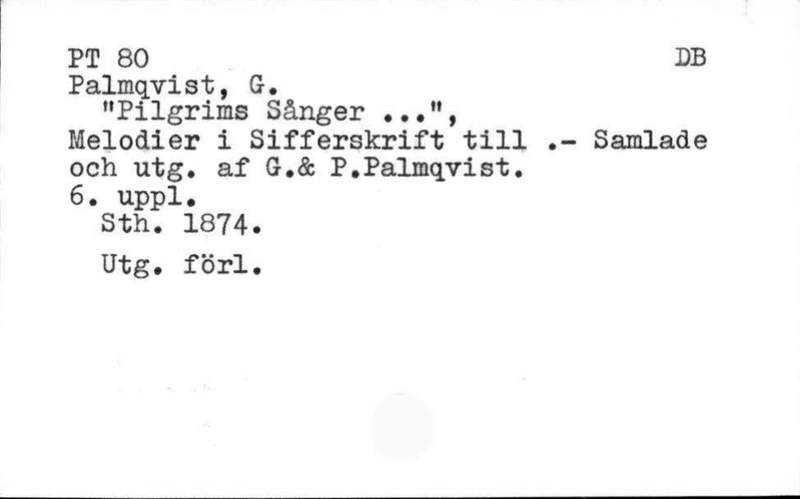 PT 80 DB
Palmqvist, G.
"Pilgrims Sånger ...",
Melodier i Sifferskrift till .- Samlade
och utg. af G.& P.Palmqvist.
6. uppl.
Sth. 1874.
Utg. förl.